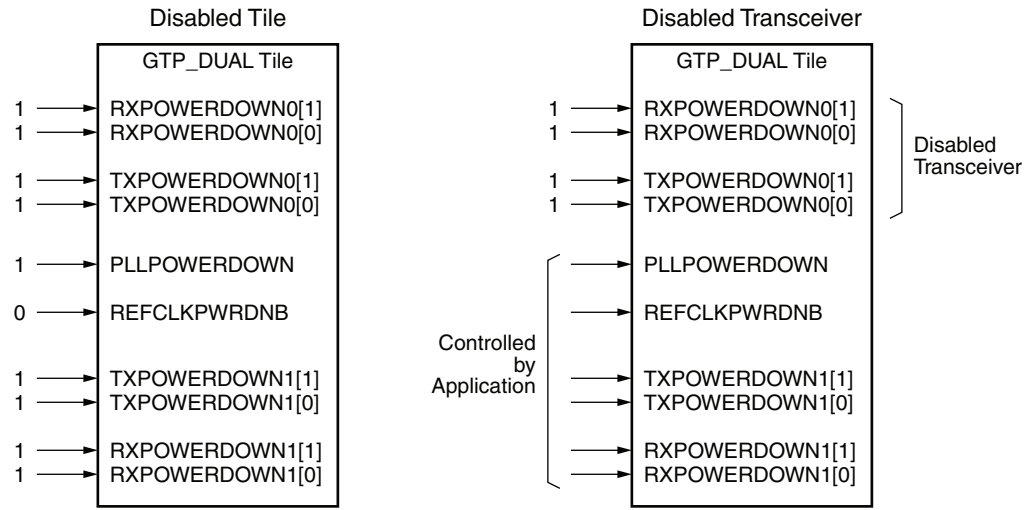 Disabled Tile
GTP_DUAL Tile
1 RXPOWERDOWN0[1]
1 RXPOWERDOWN0[0]
1 TXPOWERDOWN0[1]
1 TXPOWERDOWN0[0]
1 PLLPOWERDOWN
0 REFCLKPWRDNB
1 TXPOWERDOWN1[1]
1 TXPOWERDOWN1[0]
1 RXPOWERDOWN1[1]
1 RXPOWERDOWN1[0]
Disabled Transceiver
GTP_DUAL Tile
1 RXPOWERDOWN0[1]
1 RXPOWERDOWN0[0]
1 TXPOWERDOWN0[1]
1 TXPOWERDOWN0[0]
Disabled
Transceiver
PLLPOWERDOWN
REFCLKPWRDNB
Controlled
by
Application
TXPOWERDOWN1[1]
TXPOWERDOWN1[0]
RXPOWERDOWN1[1]
RXPOWERDOWN1[0]